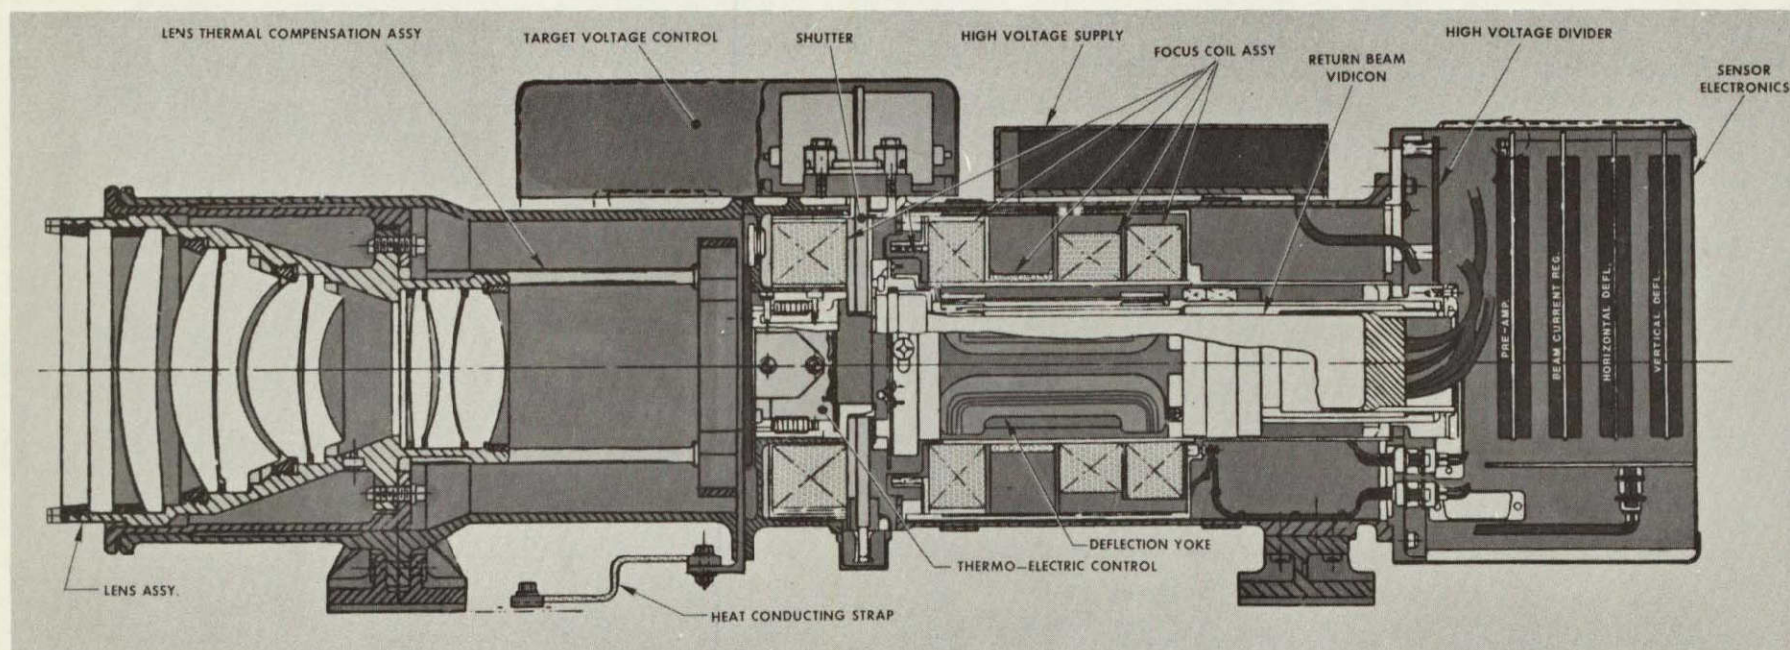 LENS THERMAL COMPENSATION ASSY
TARGET VOLTAGE CONTROL
SHUTTER
HIGH VOLTAGE SUPPLY
FOCUS COIL ASSY
RETURN BEAM
VIDICON
HIGH VOLTAGE DIVIDER
SENSOR
ELECTRONICS
PRE-AMP.
BEAM CURRENT REG.
HORIZONTAL DEFL.
VERTICAL DEFL.
DEFLECTION YOKE
THERMO-ELECTRIC CONTROL
LENS ASSY.
HEAT CONDUCTING STRAP